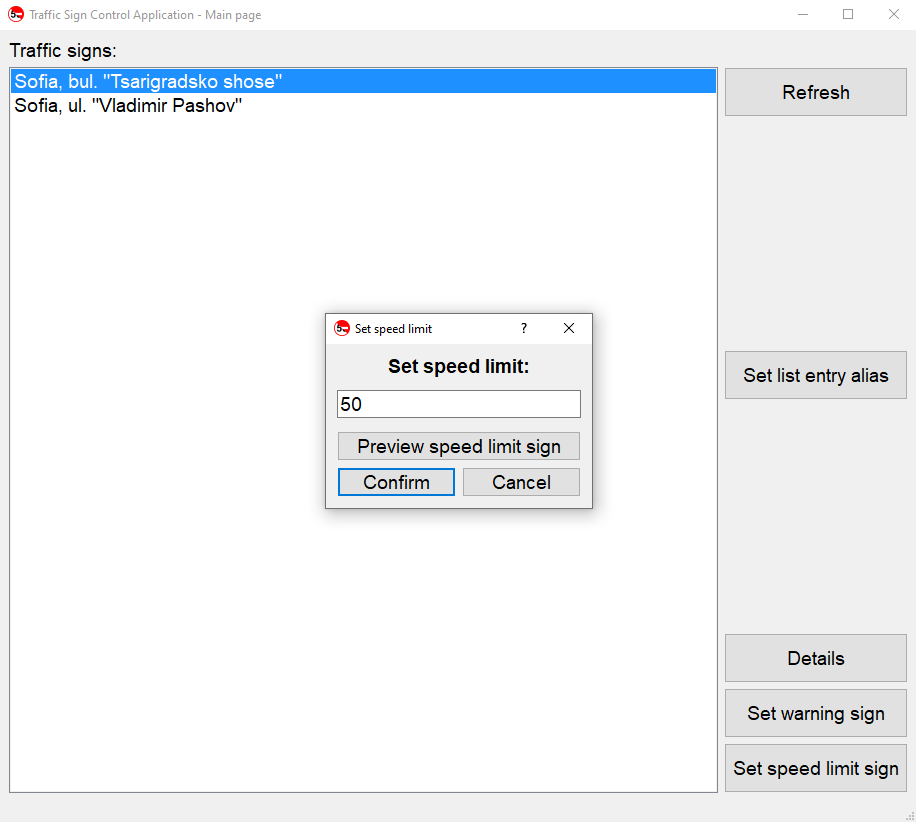 Traffic Sign Control Application - Main page
Traffic signs:
Sofia, bul. "Tsarigradsko shose"
Sofia, ul. "Vladimir Pashov"
Refresh
Set speed limit
?
Set speed limit:
50
Preview speed limit sign
Confirm
Cancel
Set list entry alias
Details
Set warning sign
Set speed limit sign